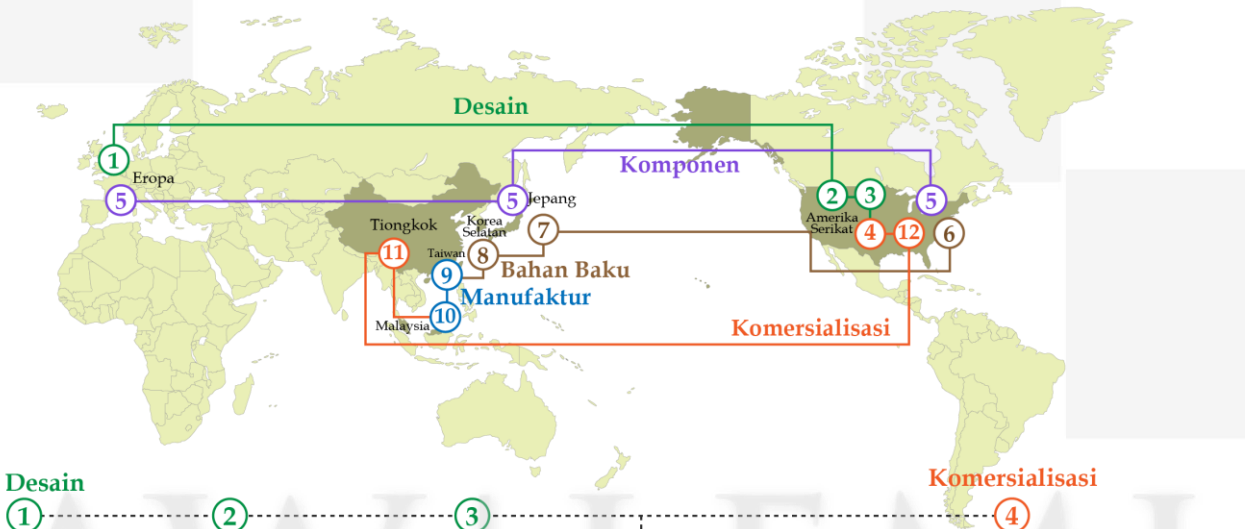 Desain
1
Komponen
Eropa
5
5
Jepang
2
3
5
Amerika
Serikat
4
12
6
Tiongkok
Korea
Selatan
7
11
Taiwan
8
9
Bahan Baku
Manufaktur
10
Malaysia
Komersialisasi
Desain
Komersialisasi
1
2
3
4